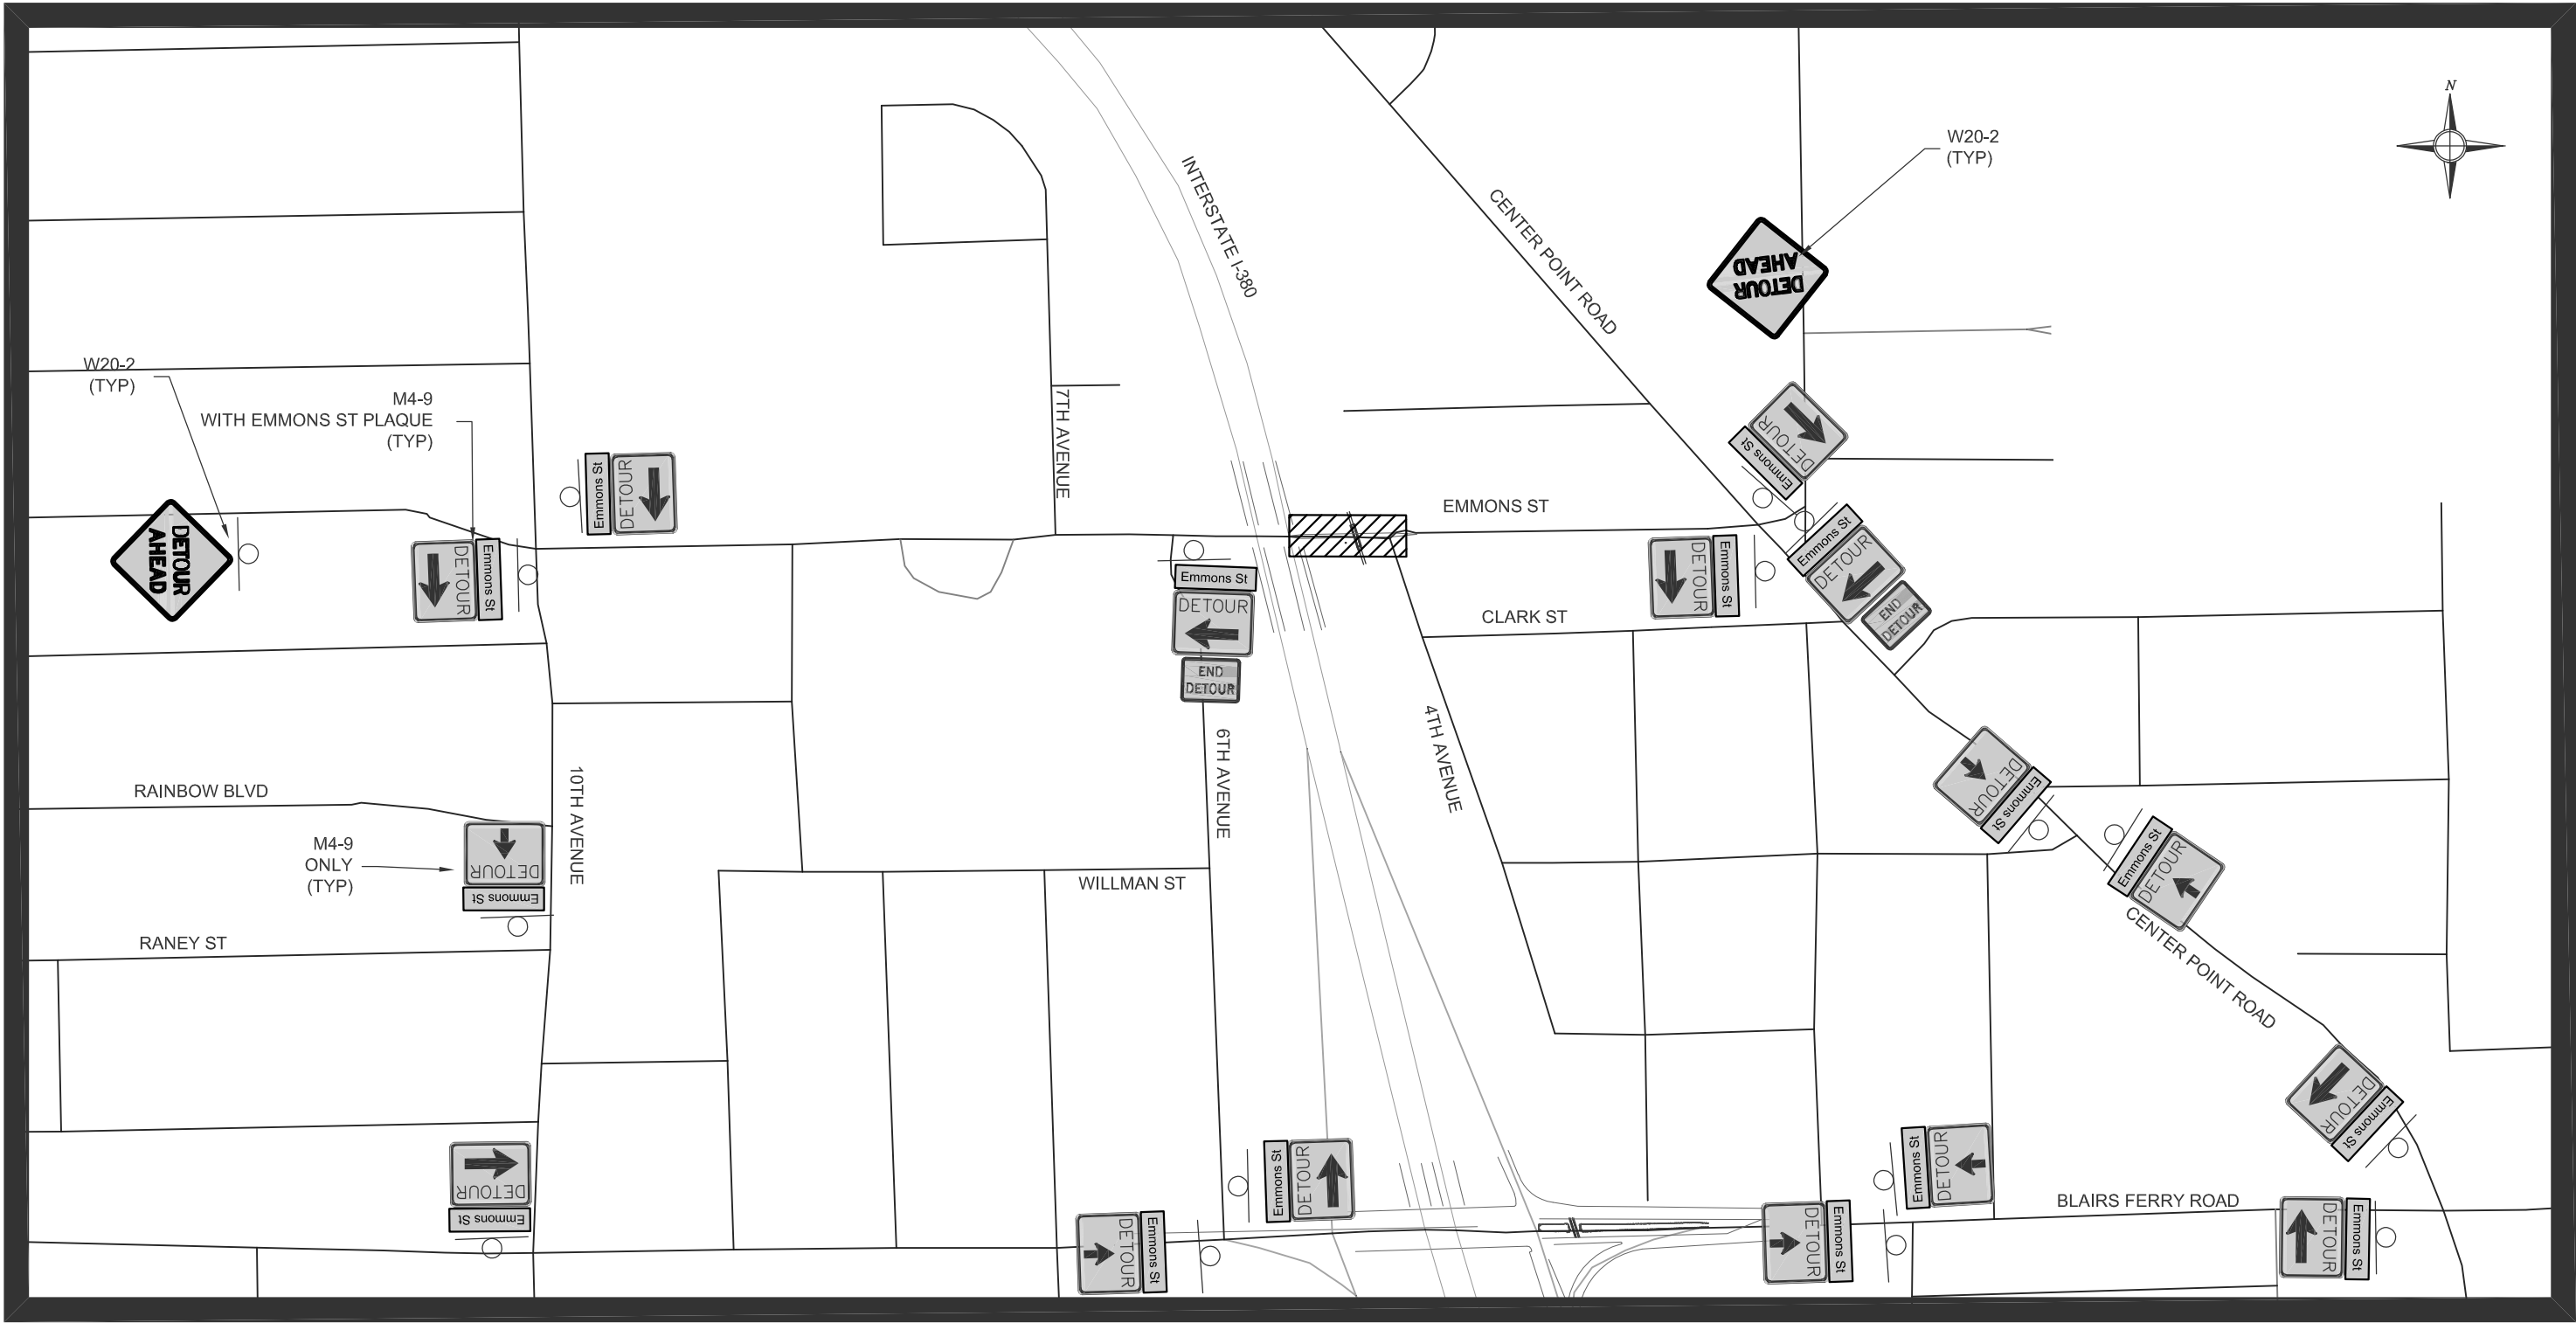 N
W20-2
(TYP)
INTERSTATE I-380
CENTER POINT ROAD
DETOUR
AHEAD
W20-2
(TYP)
M4-9
WITH EMMONS ST PLAQUE
(TYP)
7TH AVENUE
DETOUR
Emmons St
Emmons St
DETOUR
EMMONS ST
DETOUR
AHEAD
DETOUR
Emmons St
Emmons St
DETOUR
END
DETOUR
DETOUR
Emmons St
Emmons St
DETOUR
END
DETOUR
CLARK ST
RAINBOW BLVD
10TH AVENUE
6TH AVENUE
4TH AVENUE
DETOUR
Emmons St
M4-9
ONLY
(TYP)
DETOUR
Emmons St
WILLMAN ST
Emmons St
DETOUR
CENTER POINT ROAD
RANEY ST
DETOUR
Emmons St
DETOUR
Emmons St
Emmons St
DETOUR
Emmons St
DETOUR
BLAIRS FERRY ROAD
DETOUR
Emmons St
DETOUR
Emmons St
DETOUR
Emmons St